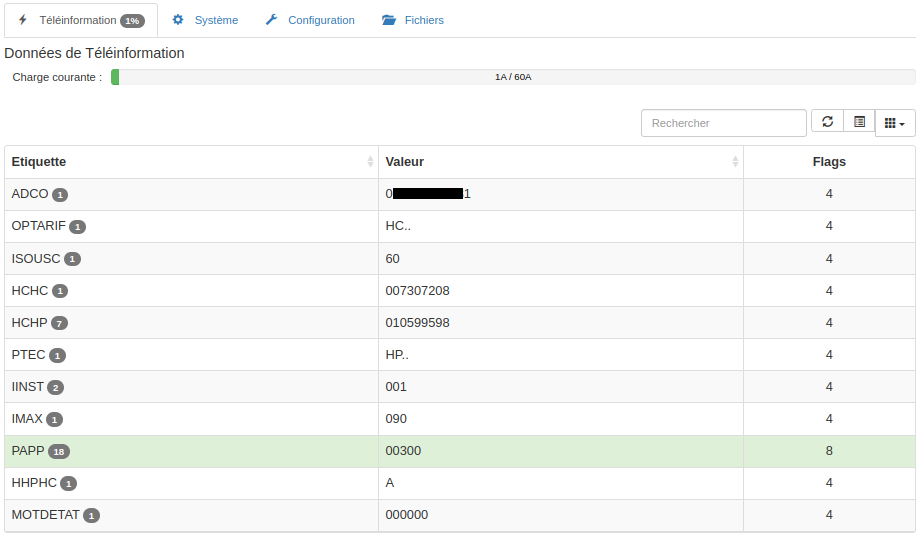 Téléinformation 1% Système Configuration Fichiers
Données de Téléinformation
Charge courante : 1A / 60A
Rechercher
Etiquette Valeur Flags
ADCO 1 0 1 4
OPTARIF 1 HC.. 4
ISOUSC 1 60 4
HCHC 1 007307208 4
HCHP 7 010599598 4
PTEC 1 HP.. 4
IINST 2 001 4
IMAX 1 090 4
PAPP 18 00300 8
HHPHC 1 A 4
MOTDETAT 1 000000 4